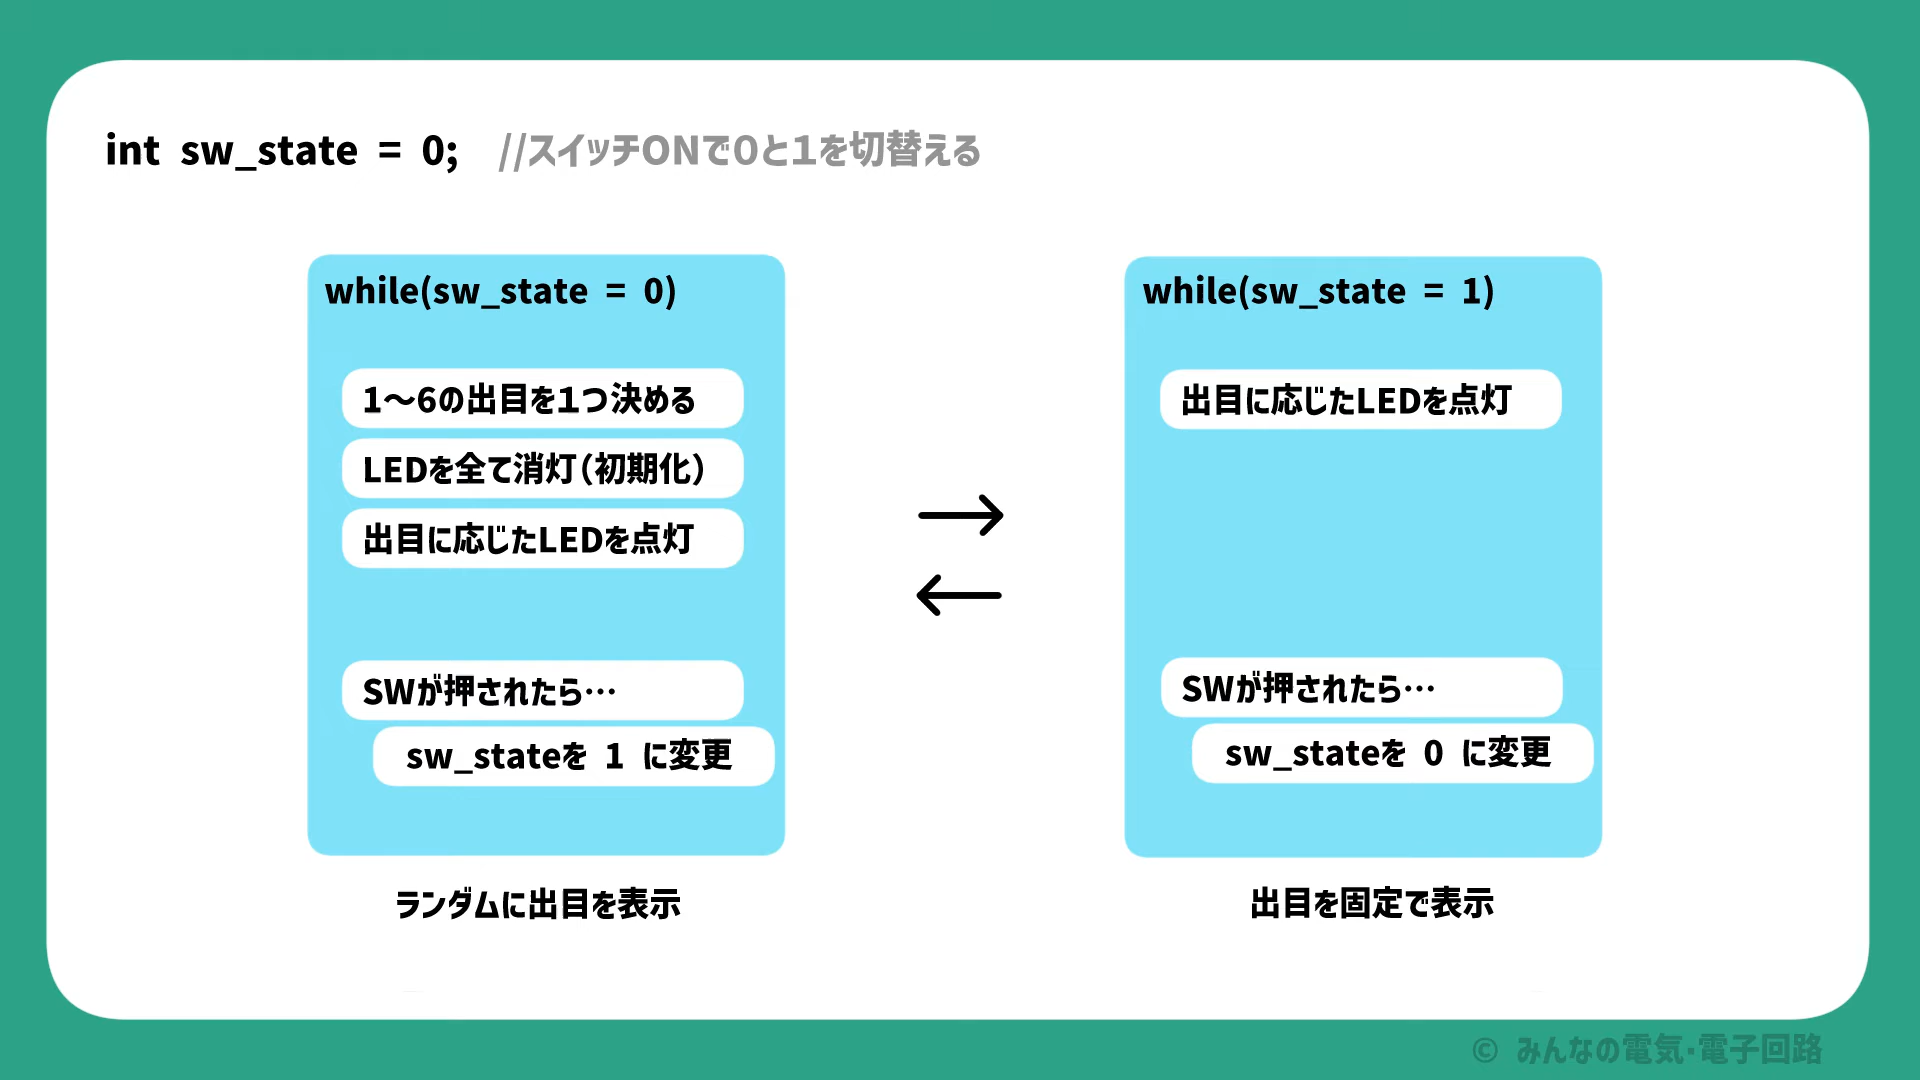 int sw_state = 0; //スイッチONで0と1を切替える
while(sw_state = 0)
1〜6の出目を1つ決める
LEDを全て消灯(初期化)
出目に応じたLEDを点灯
SWが押されたら…
sw_stateを 1 に変更
ランダムに出目を表示
while(sw_state = 1)
出目に応じたLEDを点灯
SWが押されたら…
sw_stateを 0 に変更
出目を固定で表示
© みんなの電気・電子回路